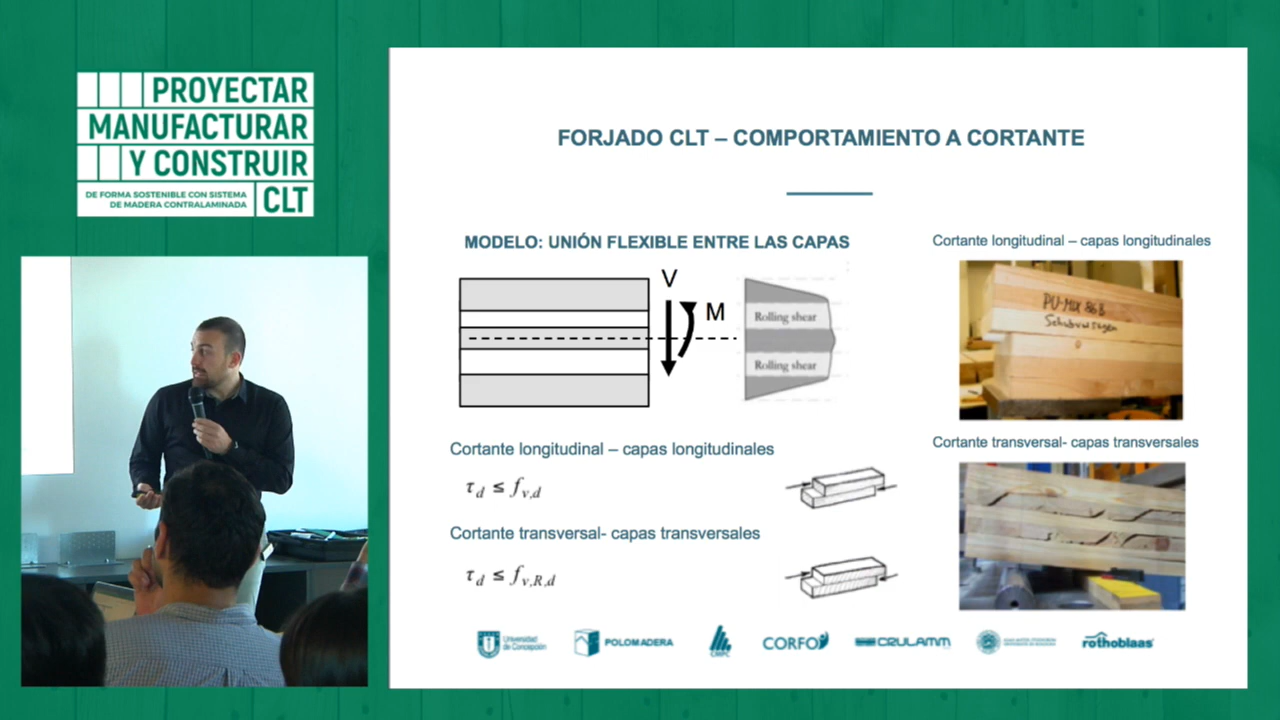 PROYECTAR
MANUFACTURAR
Y CONSTRUIR
DE FORMA SOSTENIBLE CON SISTEMA
DE MADERA CONTRALAMINADA
CLT
FORJADO CLT – COMPORTAMIENTO A CORTANTE
MODELO: UNIÓN FLEXIBLE ENTRE LAS CAPAS
V
M
Rolling shear
Rolling shear
Cortante longitudinal – capas longitudinales
τd ≤ fv,d
Cortante transversal- capas transversales
τd ≤ fv,R,d
Cortante longitudinal – capas longitudinales
PU-MIX 86B
Cortante transversal- capas transversales
Universidad
de Concepción
POLOMADERA
CMPC
CORFO
CRULAMM
rothoblaas